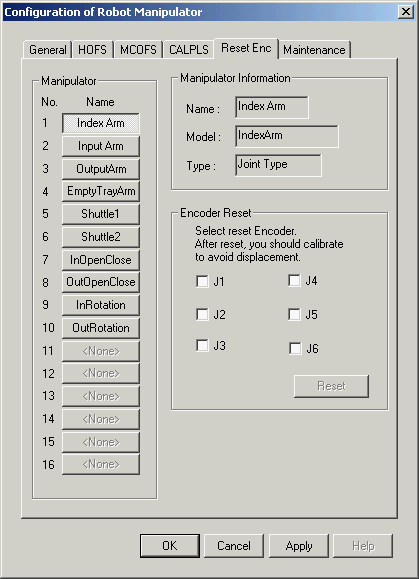 Configuration of Robot Manipulator
General HOFS MCOFS CALPLS Reset Enc Maintenance
Manipulator
No. Name
1 Index Arm
2 Input Arm
3 OutputArm
4 EmptyTrayArm
5 Shuttle1
6 Shuttle2
7 InOpenClose
8 OutOpenClose
9 InRotation
10 OutRotation
11 <None>
12 <None>
13 <None>
14 <None>
15 <None>
16 <None>
Manipulator Information
Name : Index Arm
Model : IndexArm
Type : Joint Type
Encoder Reset
Select reset Encoder.
After reset, you should calibrate
to avoid displacement.
J1 J4
J2 J5
J3 J6
Reset
OK Cancel Apply Help